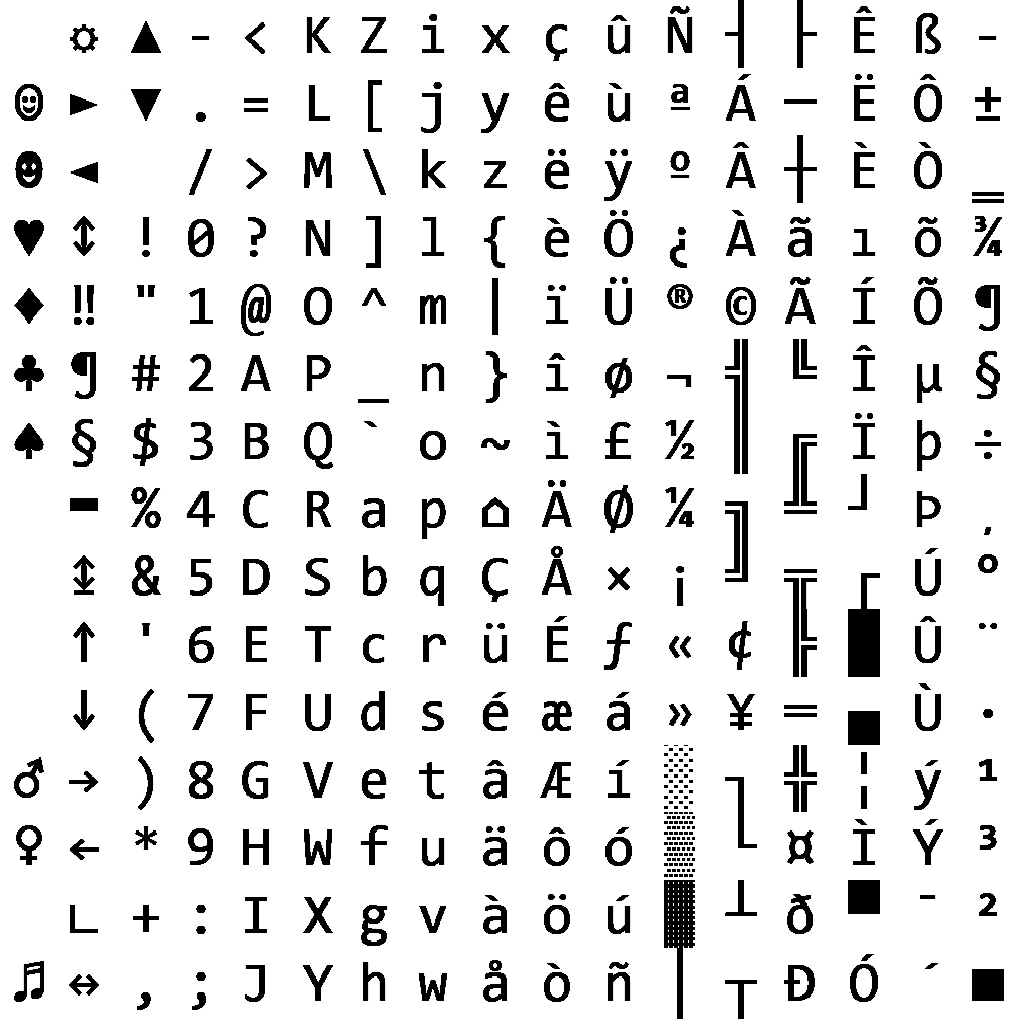 ☼ ▲ - < K Z i x ç û Ñ ┤ ├ Ê ß -
☺ ► ▼ . = L [ j y ê ù ª Á ─ Ë Ô ±
☻ ◄ / > M \ k z ë ÿ º Â ┼ È Ò ‗
♥ ↕ ! 0 ? N ] l { è Ö ¿ À ã ı õ ¾
♦ ‼ " 1 @ O ^ m | ï Ü ® © Ã Í Õ ¶
♣ ¶ # 2 A P _ n } î ø ¬ ╣ ╚ Î µ §
♠ § $ 3 B Q ` o ~ ì £ ½ ║ ╔ Ï þ ÷
▬ % 4 C R a p ⌂ Ä Ø ¼ ╗ ╩ ┘ Þ ¸
↨ & 5 D S b q Ç Å × ¡ ╝ ╦ ┌ Ú °
↑ ' 6 E T c r ü É ƒ « ¢ ╠ █ Û ¨
↓ ( 7 F U d s é æ á » ¥ ═ ▄ Ù ·
♂ → ) 8 G V e t â Æ í ░ ┐ ╬ ¦ ý ¹
♀ ← * 9 H W f u ä ô ó ▒ └ ¤ Ì Ý ³
∟ + : I X g v à ö ú ▓ ┴ ð ▀ ¯ ²
♫ ↔ , ; J Y h w å ò ñ │ ┬ Ð Ó ´ ■